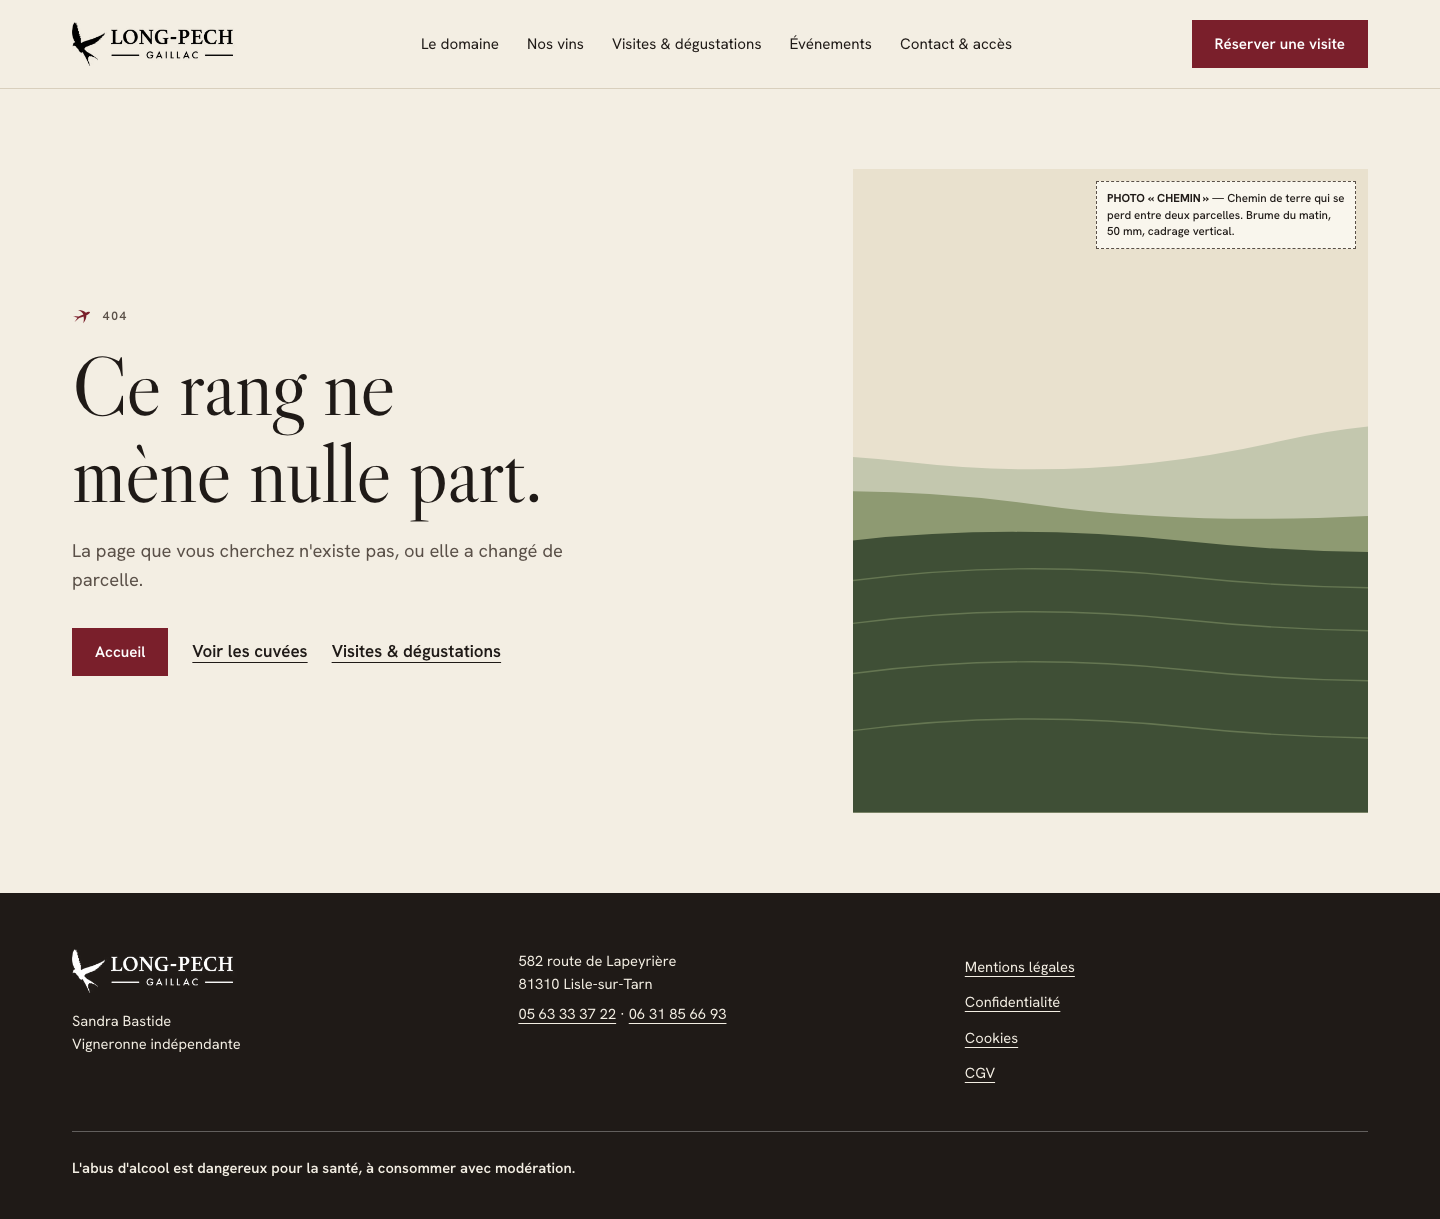 LONG-PECH
GAILLAC
Le domaine
Nos vins
Visites & dégustations
Événements
Contact & accès
Réserver une visite
PHOTO « CHEMIN » — Chemin de terre qui se
perd entre deux parcelles. Brume du matin,
50 mm, cadrage vertical.
404
Ce rang ne
mène nulle part.
La page que vous cherchez n'existe pas, ou elle a changé de
parcelle.
Accueil
Voir les cuvées
Visites & dégustations
LONG-PECH
GAILLAC
Sandra Bastide
Vigneronne indépendante
582 route de Lapeyrière
81310 Lisle-sur-Tarn
05 63 33 37 22 · 06 31 85 66 93
Mentions légales
Confidentialité
Cookies
CGV
L'abus d'alcool est dangereux pour la santé, à consommer avec modération.